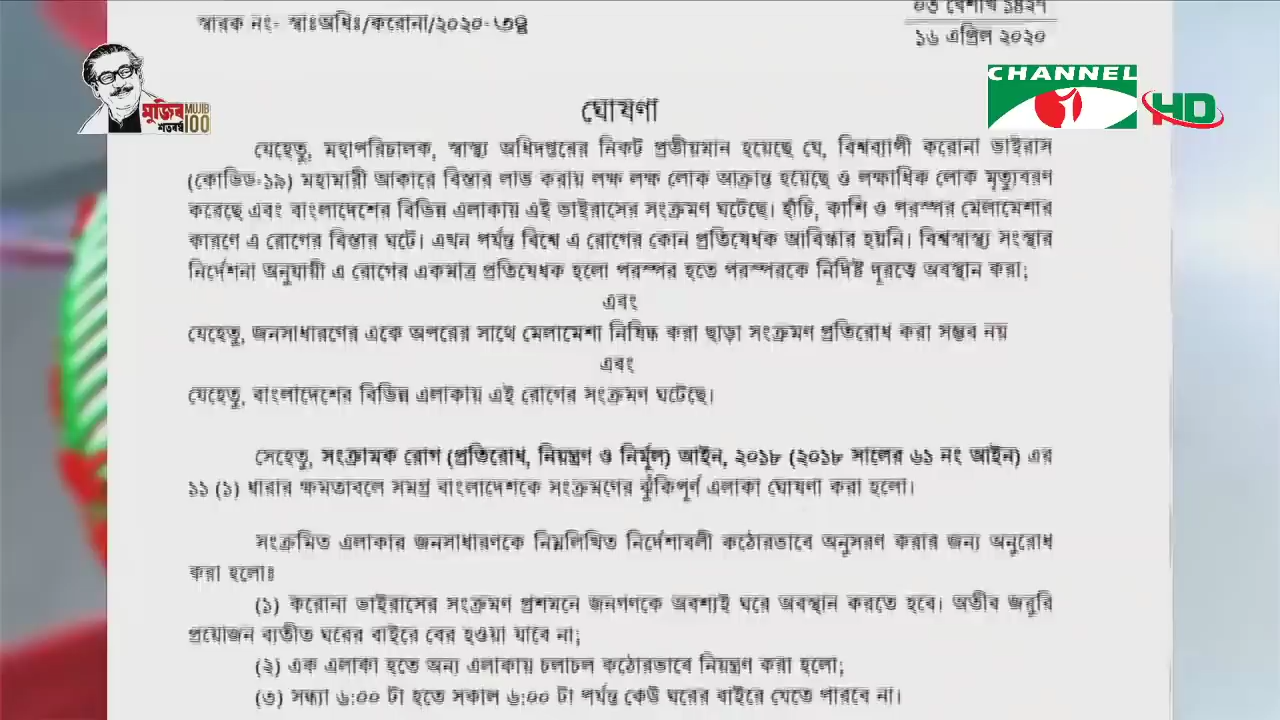 স্বারক নং- স্বাঃঅধিঃ/করোনা/২০২০-
০৩ বৈশাখ ১৪২৭
১৬ এপ্রিল ২০২০
মুজিব
শতবর্ষ
MUJIB
100
CHANNEL
i HD
ঘোষণা
যেহেতু, মহাপরিচালক, স্বাস্থ্য অধিদপ্তরের নিকট প্রতীয়মান হয়েছে যে, বিশ্বব্যাপী করোনা ভাইরাস
(কোভিড-১৯) মহামারী আকারে বিস্তার লাভ করায় লক্ষ লক্ষ লোক আক্রান্ত হয়েছে ও লক্ষাধিক লোক মৃত্যুবরণ
করেছে এবং বাংলাদেশের বিভিন্ন এলাকায় এই ভাইরাসের সংক্রমণ ঘটেছে। হাঁচি, কাশি ও পরস্পর মেলামেশার
কারণে এ রোগের বিস্তার ঘটে। এখন পর্যন্ত বিশ্বে এ রোগের কোন প্রতিষেধক আবিস্কার হয়নি। বিশ্বস্বাস্থ্য সংস্থার
নির্দেশনা অনুযায়ী এ রোগের একমাত্র প্রতিষেধক হলো পরস্পর হতে পরস্পরকে নির্দিষ্ট দূরত্বে অবস্থান করা;
এবং
যেহেতু, জনসাধারণের একে অপরের সাথে মেলামেশা নিষিদ্ধ করা ছাড়া সংক্রমণ প্রতিরোধ করা সম্ভব নয়
এবং
যেহেতু, বাংলাদেশের বিভিন্ন এলাকায় এই রোগের সংক্রমণ ঘটেছে।
সেহেতু, সংক্রামক রোগ (প্রতিরোধ, নিয়ন্ত্রণ ও নির্মূল) আইন, ২০১৮ (২০১৮ সালের ৬১ নং আইন) এর
১১ (১) ধারার ক্ষমতাবলে সমগ্র বাংলাদেশকে সংক্রমণের ঝুঁকিপূর্ণ এলাকা ঘোষণা করা হলো।
সংক্রমিত এলাকার জনসাধারণকে নিম্নলিখিত নির্দেশাবলী কঠোরভাবে অনুসরণ করার জন্য অনুরোধ
করা হলোঃ
(১) করোনা ভাইরাসের সংক্রমণ প্রশমনে জনগণকে অবশ্যই ঘরে অবস্থান করতে হবে। অতীব জরুরি
প্রয়োজন ব্যতীত ঘরের বাইরে বের হওয়া যাবে না;
(২) এক এলাকা হতে অন্য এলাকায় চলাচল কঠোরভাবে নিয়ন্ত্রণ করা হলো;
(৩) সন্ধ্যা ৬:০০ টা হতে সকাল ৬:০০ টা পর্যন্ত কেউ ঘরের বাইরে যেতে পারবে না।